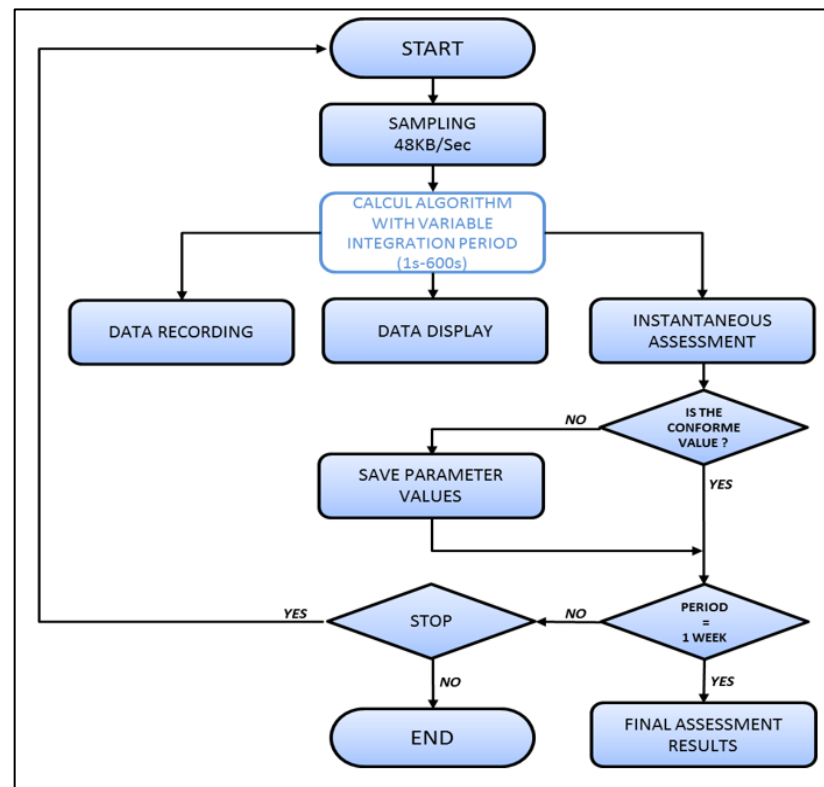 START
SAMPLING
48KB/Sec
CALCUL ALGORITHM
WITH VARIABLE
INTEGRATION PERIOD
(1s-600s)
DATA RECORDING
DATA DISPLAY
INSTANTANEOUS
ASSESSMENT
IS THE
CONFORME
VALUE ?
NO
YES
SAVE PARAMETER
VALUES
PERIOD
=
1 WEEK
NO
YES
STOP
YES
NO
END
FINAL ASSESSMENT
RESULTS